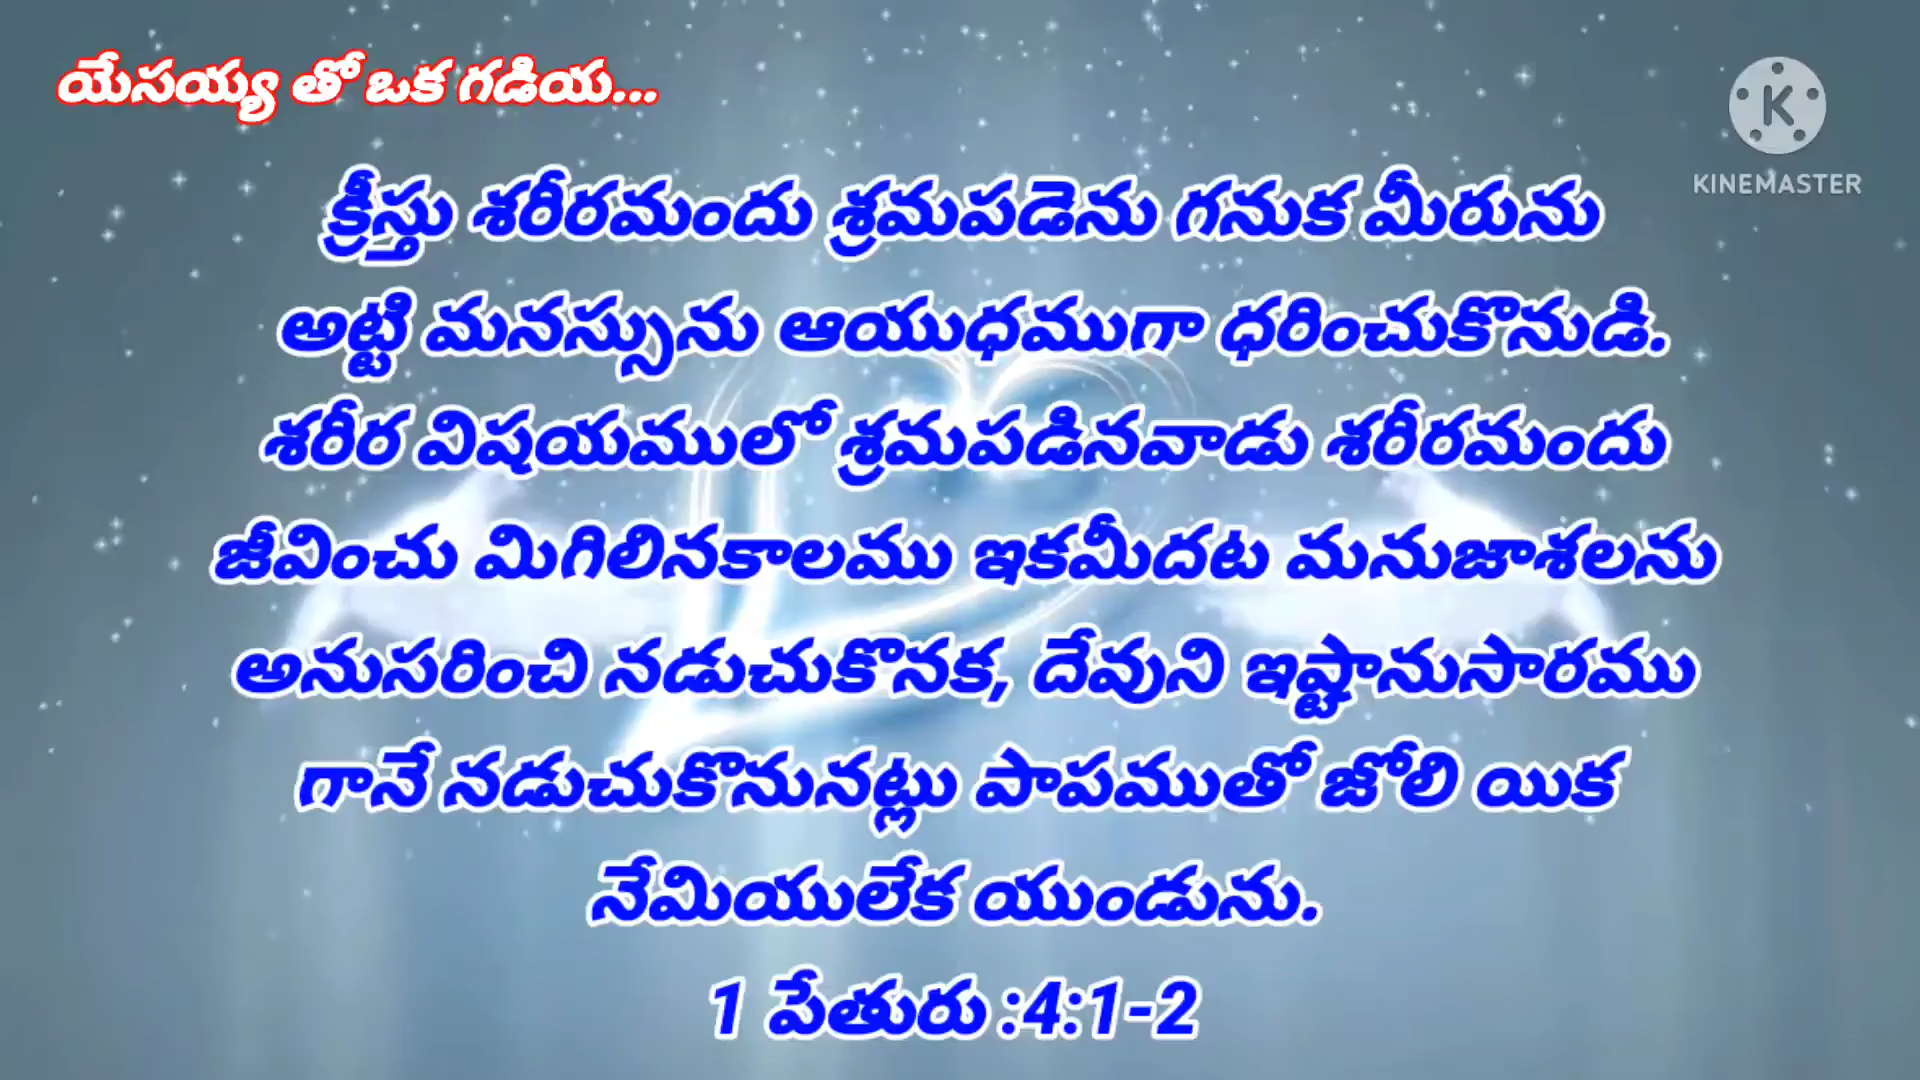 యేసయ్య తో ఒక గడియ...
KINEMASTER
క్రీస్తు శరీరమందు శ్రమపడెను గనుక మీరును
అట్టి మనస్సును ఆయుధముగా ధరించుకొనుడి.
శరీర విషయములో శ్రమపడినవాడు శరీరమందు
జీవించు మిగిలినకాలము ఇకమీదట మనుజాశలను
అనుసరించి నడుచుకొనక, దేవుని ఇష్టానుసారము
గానే నడుచుకొనునట్లు పాపముతో జోలి యిక
నేమియులేక యుండును.
1 పేతురు :4:1-2